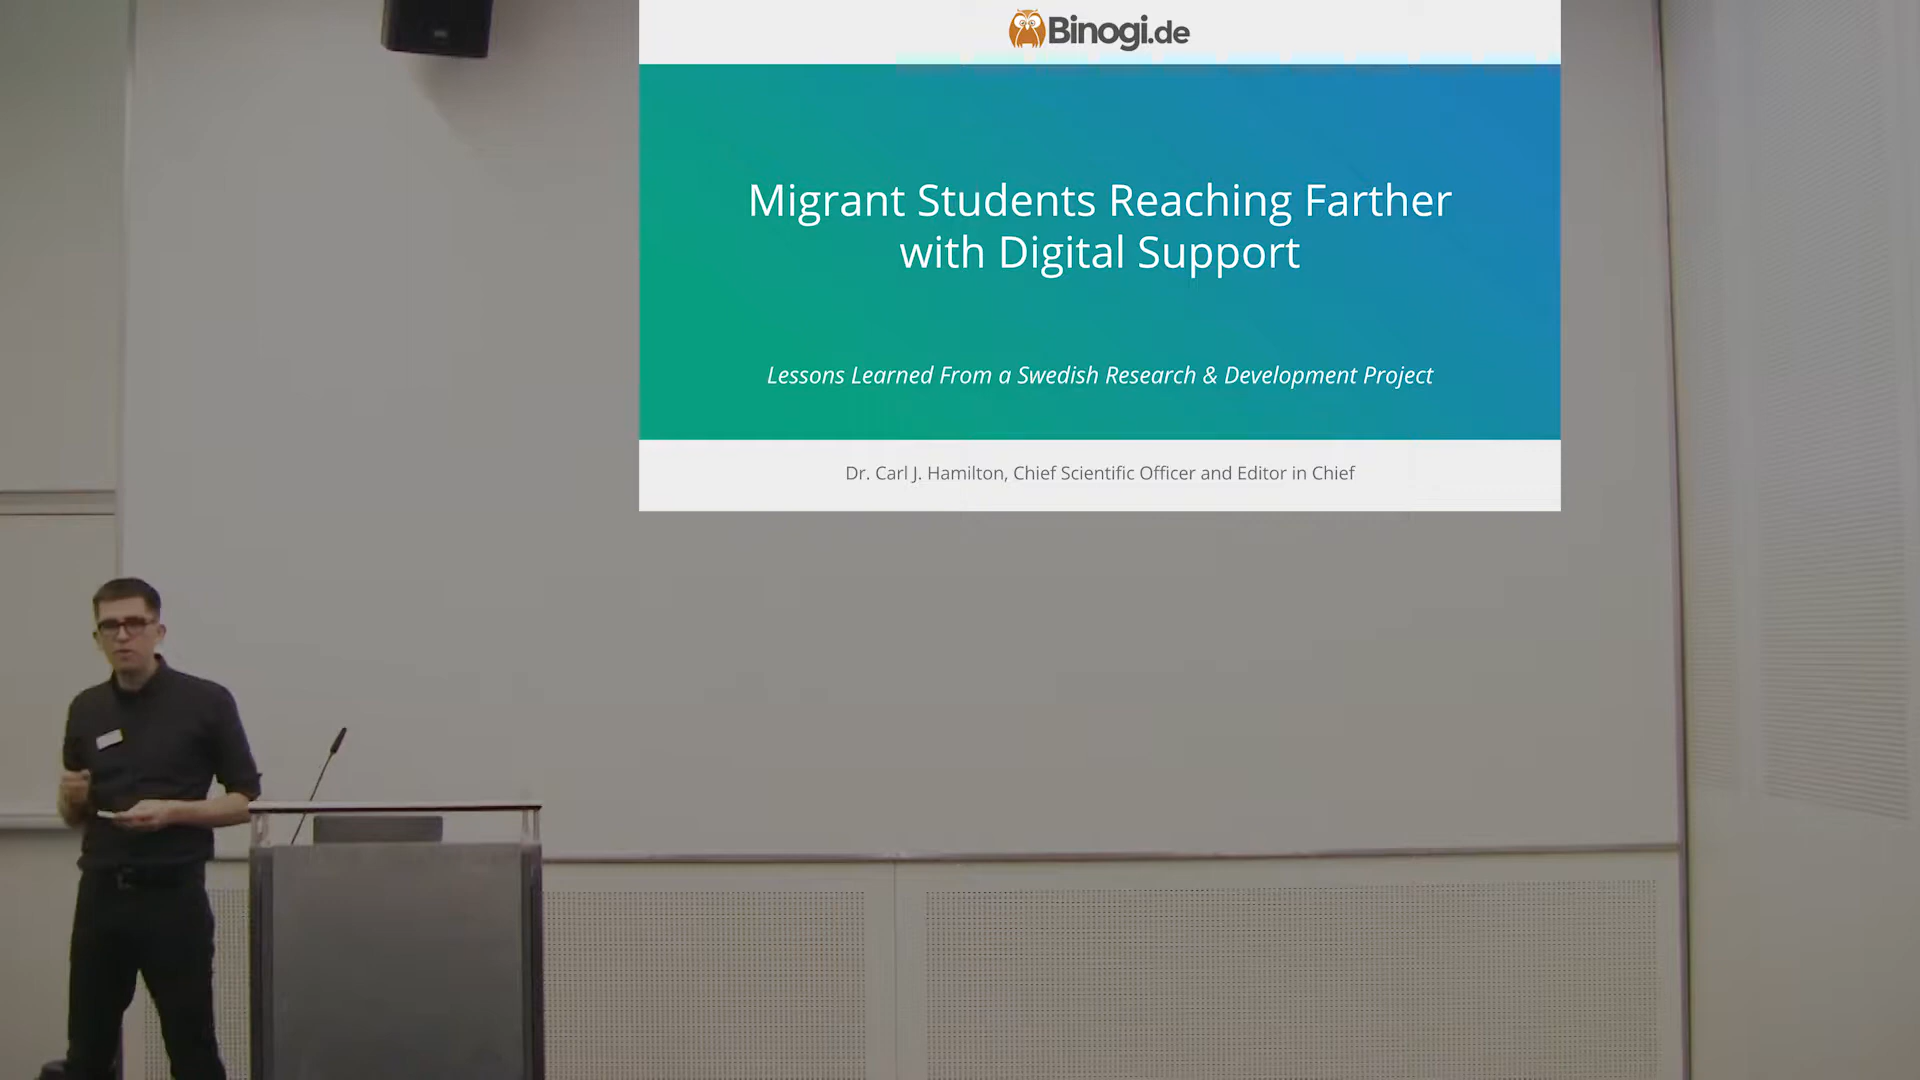 Binogi.de
Migrant Students Reaching Farther
with Digital Support
Lessons Learned From a Swedish Research & Development Project
Dr. Carl J. Hamilton, Chief Scientific Officer and Editor in Chief